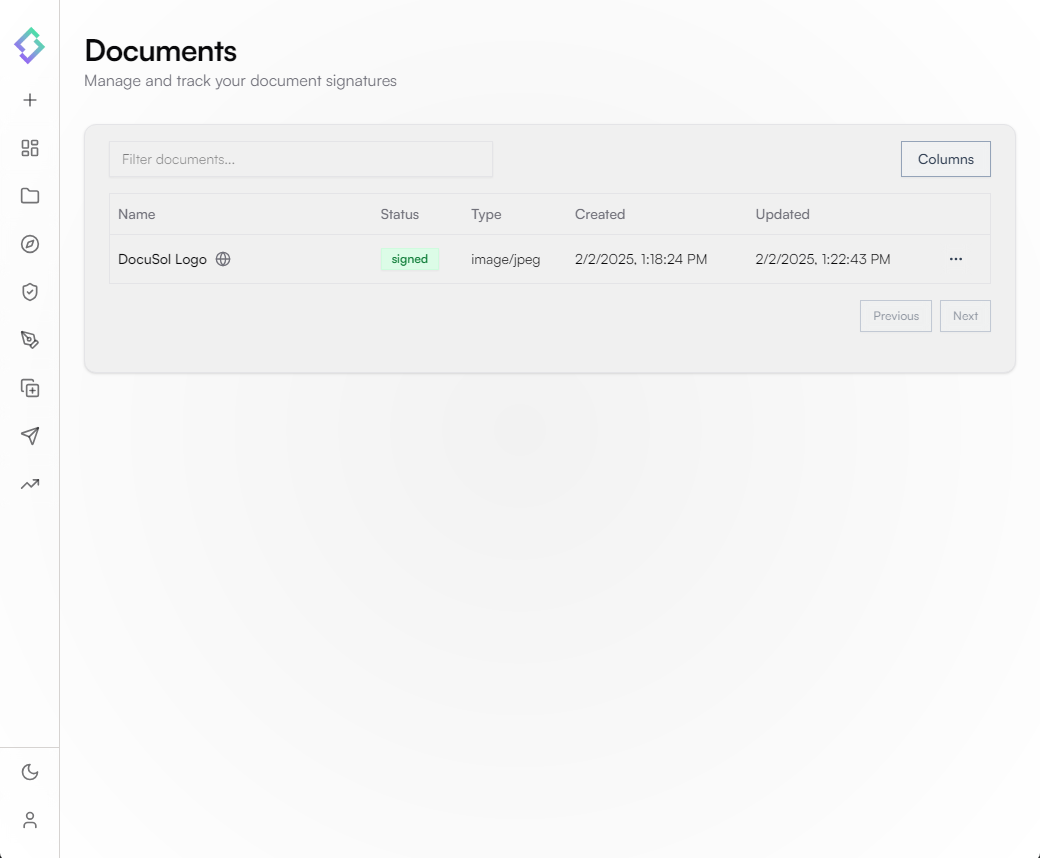 Documents
Manage and track your document signatures
Filter documents...
Columns
Name Status Type Created Updated
DocuSol Logo signed image/jpeg 2/2/2025, 1:18:24 PM 2/2/2025, 1:22:43 PM ...
Previous Next